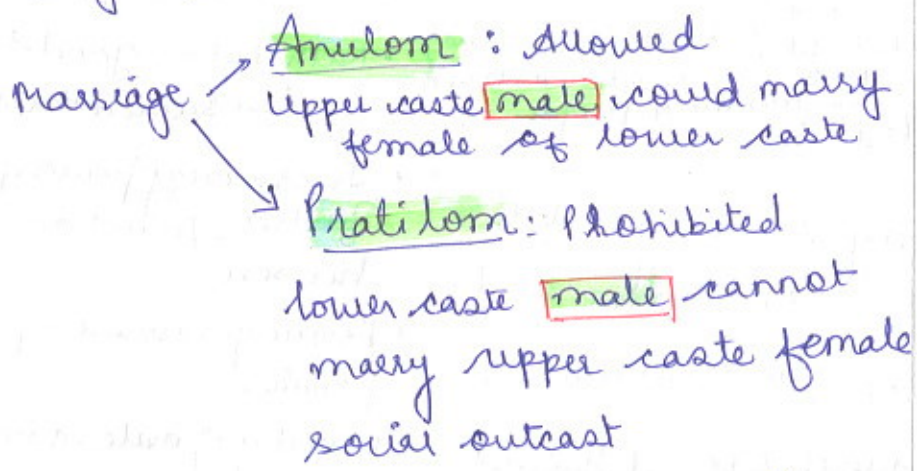 Anulom : Allowed
Marriage
upper caste male could marry
female of lower caste
Pratilom : Prohibited
lower caste male cannot
marry upper caste female
social outcast